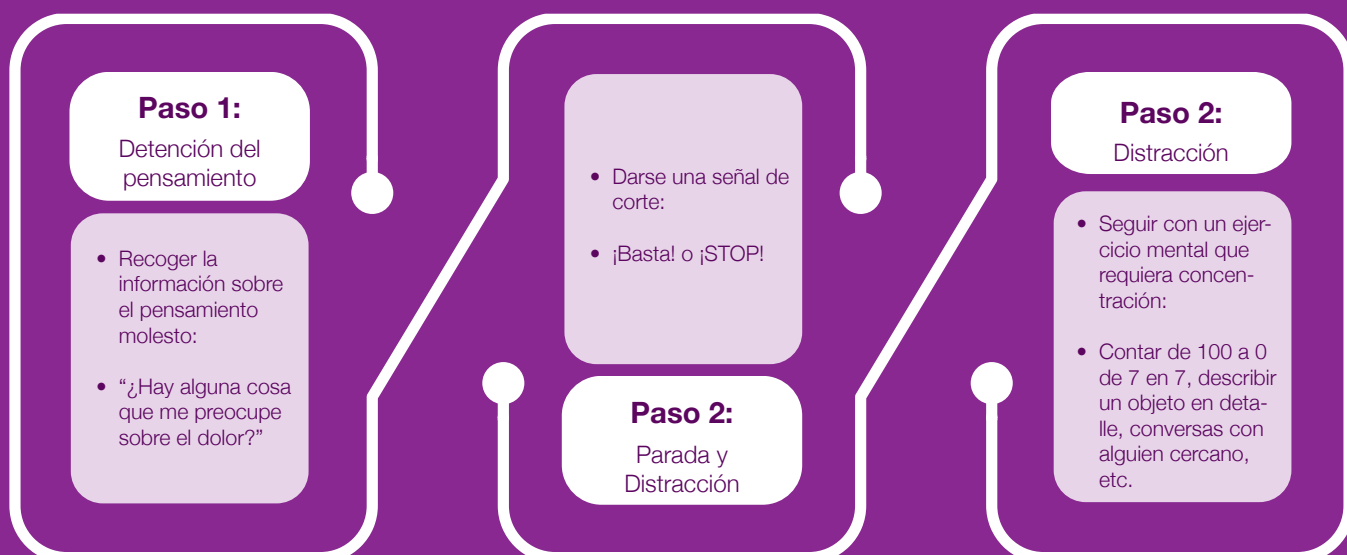 Paso 1:
Detención del
pensamiento
• Recoger la
información sobre
el pensamiento
molesto:
• “¿Hay alguna cosa
que me preocupe
sobre el dolor?”
• Darse una señal de
corte:
• ¡Basta! o ¡STOP!
Paso 2:
Parada y
Distracción
Paso 2:
Distracción
• Seguir con un ejer-
cicio mental que
requiera concen-
tración:
• Contar de 100 a 0
de 7 en 7, describir
un objeto en deta-
lle, conversas con
alguien cercano,
etc.